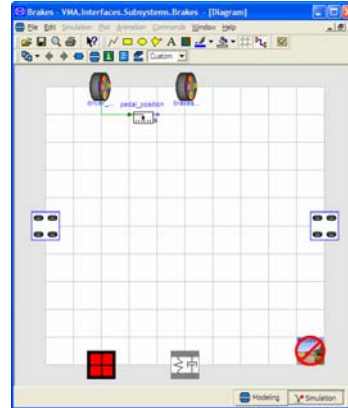 Brakes - VMA.Interfaces.Subsystems.Brakes - [Diagram]
File Edit Simulation Plot Animation Commands Window Help
Custom
driver_... pedal_position brakes...
Modeling Simulation